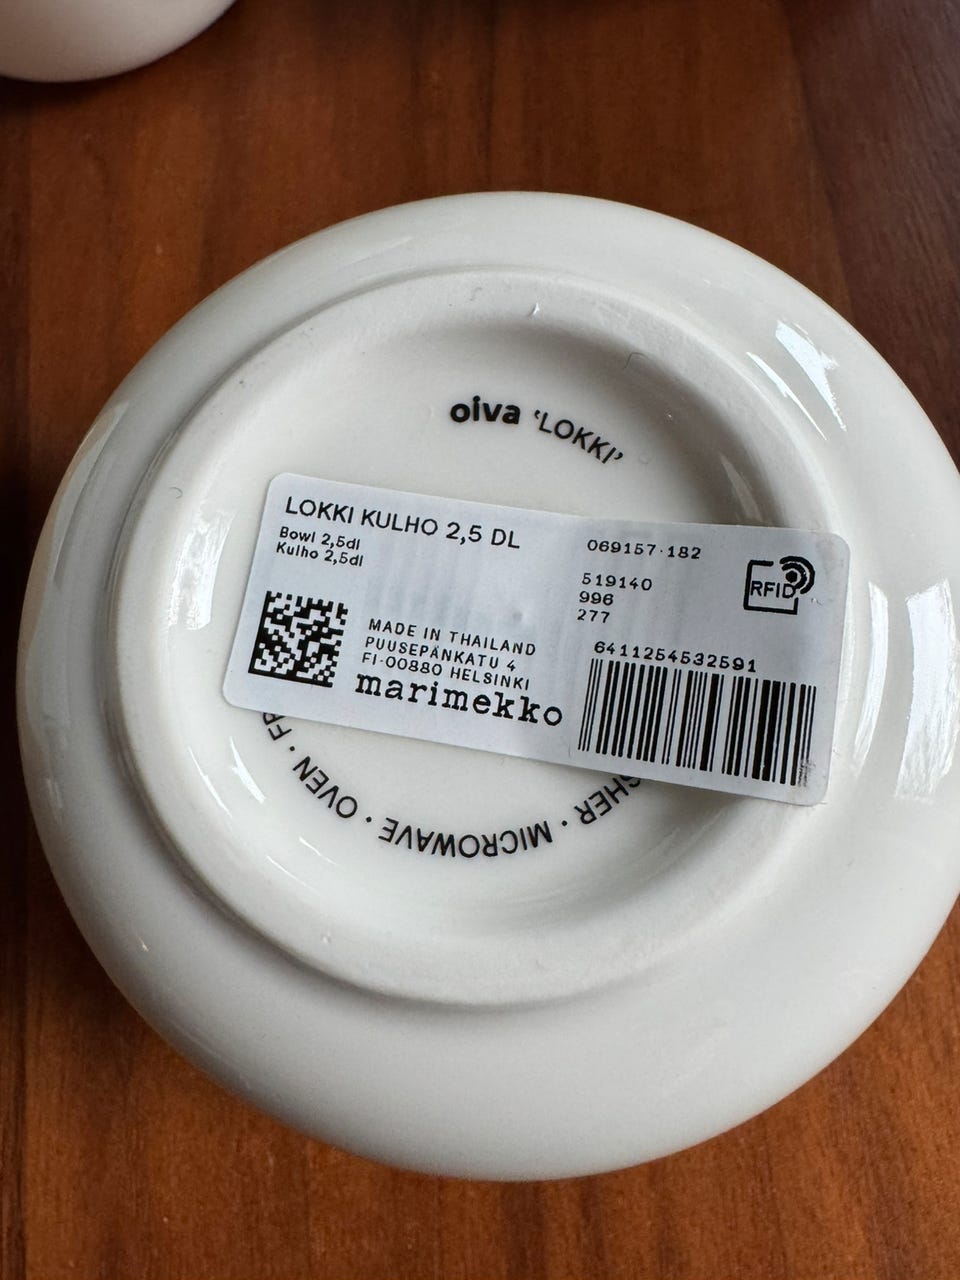 oiva ‘LOKKI’
LOKKI KULHO 2,5 DL
Bowl 2,5dl
Kulho 2,5dl
MADE IN THAILAND
PUUSEPÄNKATU 4
FI-00880 HELSINKI
marimekko
069157-182
519140
996
277
RFID
6411254532591
MICROWAVE · OVEN ·